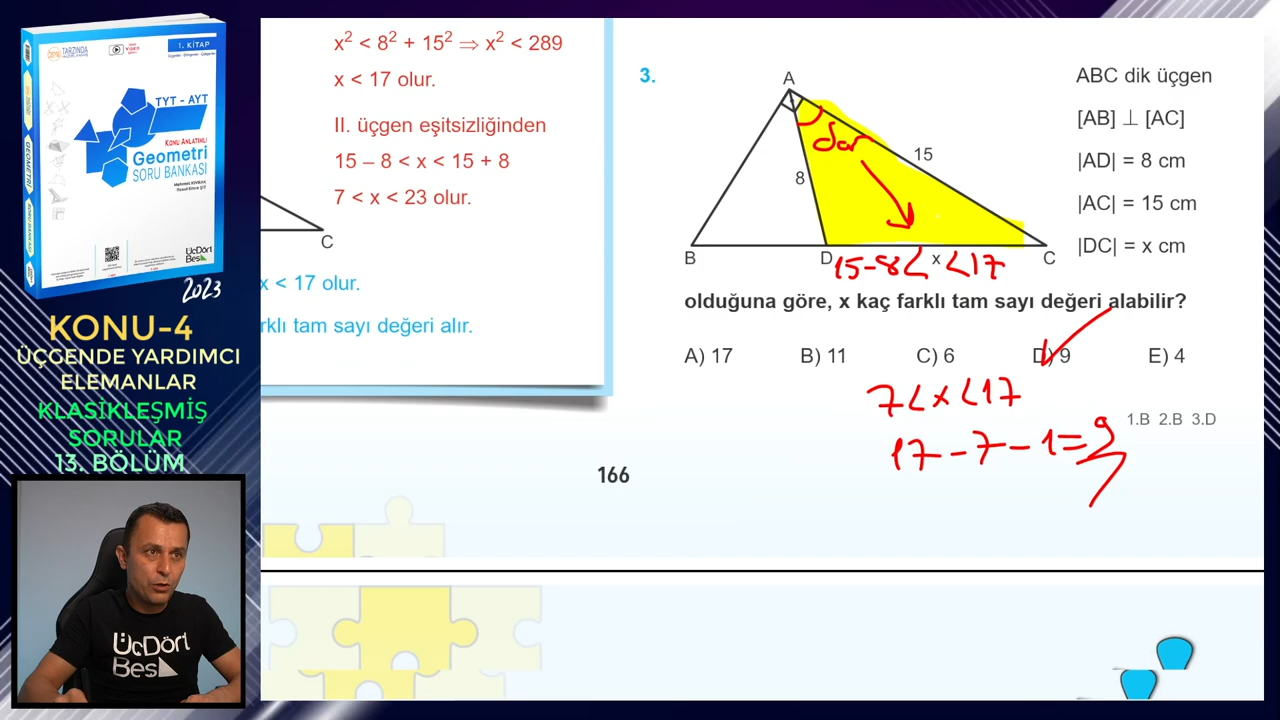 1. KİTAP
TYT - AYT
KONU ANLATIMLI
Geometri
SORU BANKASI
GEOMETRİ
ÜcDört
Beş
2023
KONU-4
ÜÇGENDE YARDIMCI
ELEMANLAR
KLASİKLEŞMİŞ
SORULAR
13. BÖLÜM
ÜcDört
Beş
x² < 8² + 15² ⇒ x² < 289
x < 17 olur.
II. üçgen eşitsizliğinden
15 – 8 < x < 15 + 8
7 < x < 23 olur.
C
x < 17 olur.
rklı tam sayı değeri alır.
166
3.
A
dar
15
8
B D x C
15-8< <17
ABC dik üçgen
[AB] ⊥ [AC]
|AD| = 8 cm
|AC| = 15 cm
|DC| = x cm
olduğuna göre, x kaç farklı tam sayı değeri alabilir?
A) 17 B) 11 C) 6 D) 9 E) 4
7<x<17
17-7-1=9
1.B 2.B 3.D